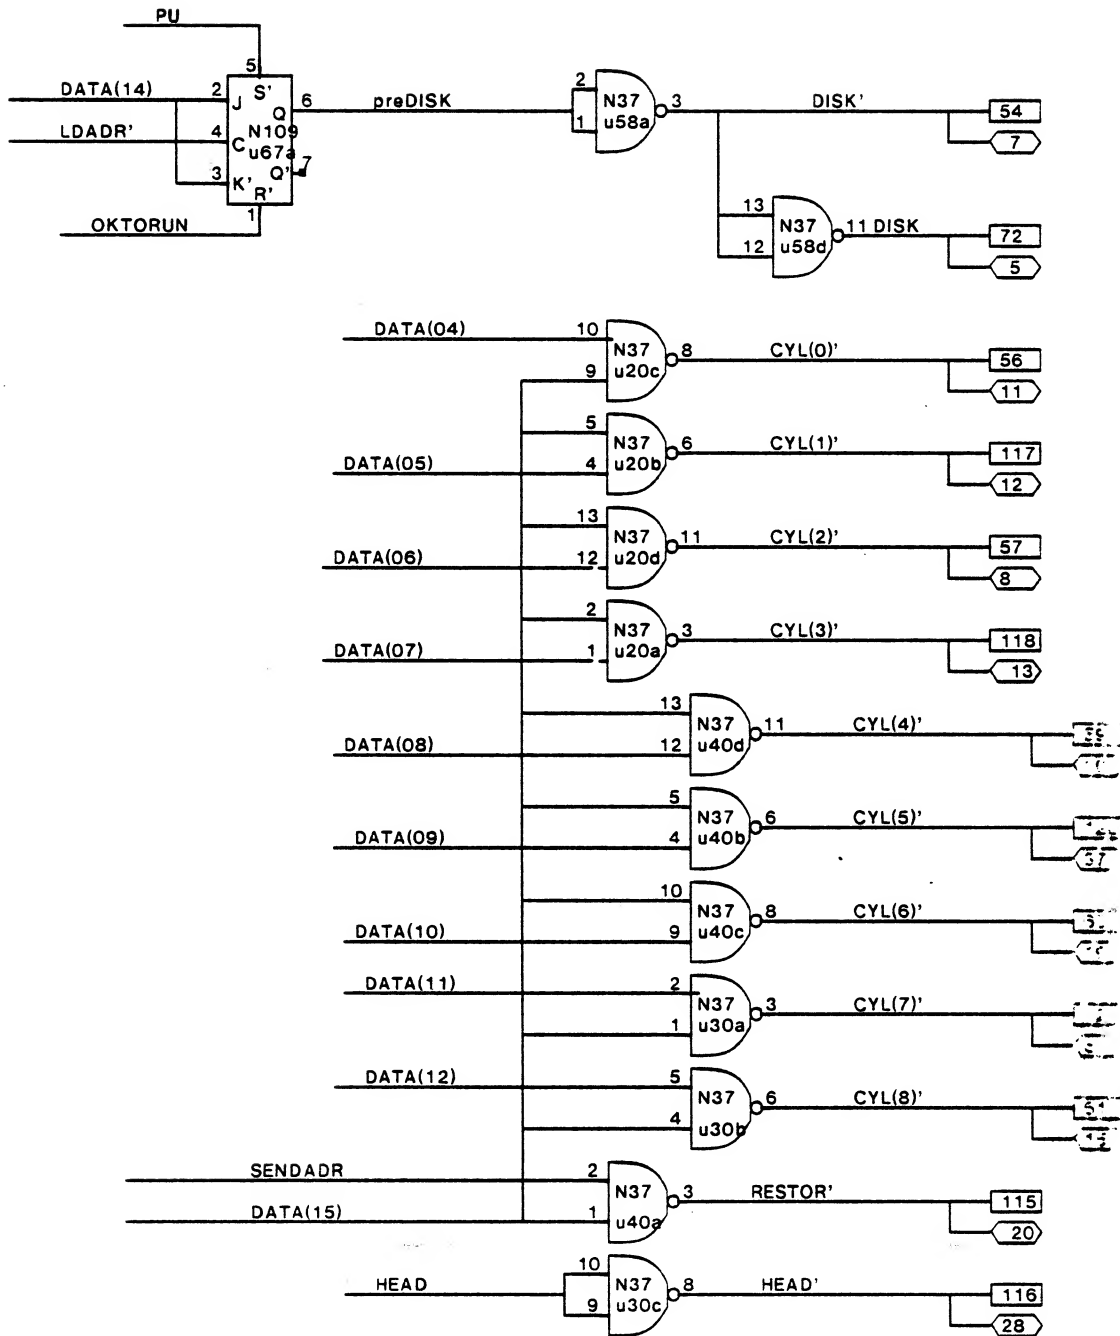 PU
5
DATA(14) 2 J S' Q 6 preDISK 2 1 N37 u58a 3 DISK' 54
7
LDADR' 4 C N109 u67a
Q' 7
3 K' R'
1
OKTORUN
13 12 N37 u58d 11 DISK 72
5
DATA(04) 10 9 N37 u20c 8 CYL(0)' 56
11
DATA(05) 5 4 N37 u20b 6 CYL(1)' 117
12
DATA(06) 13 12 N37 u20d 11 CYL(2)' 57
8
DATA(07) 2 1 N37 u20a 3 CYL(3)' 118
13
DATA(08) 13 12 N37 u40d 11 CYL(4)'
DATA(09) 5 4 N37 u40b 6 CYL(5)'
37
DATA(10) 10 9 N37 u40c 8 CYL(6)'
DATA(11) 2 1 N37 u30a 3 CYL(7)'
DATA(12) 5 4 N37 u30b 6 CYL(8)'
SENDADR 2 N37 u40a 3 RESTOR' 115
DATA(15) 1 20
HEAD 10 9 N37 u30c 8 HEAD' 116
28